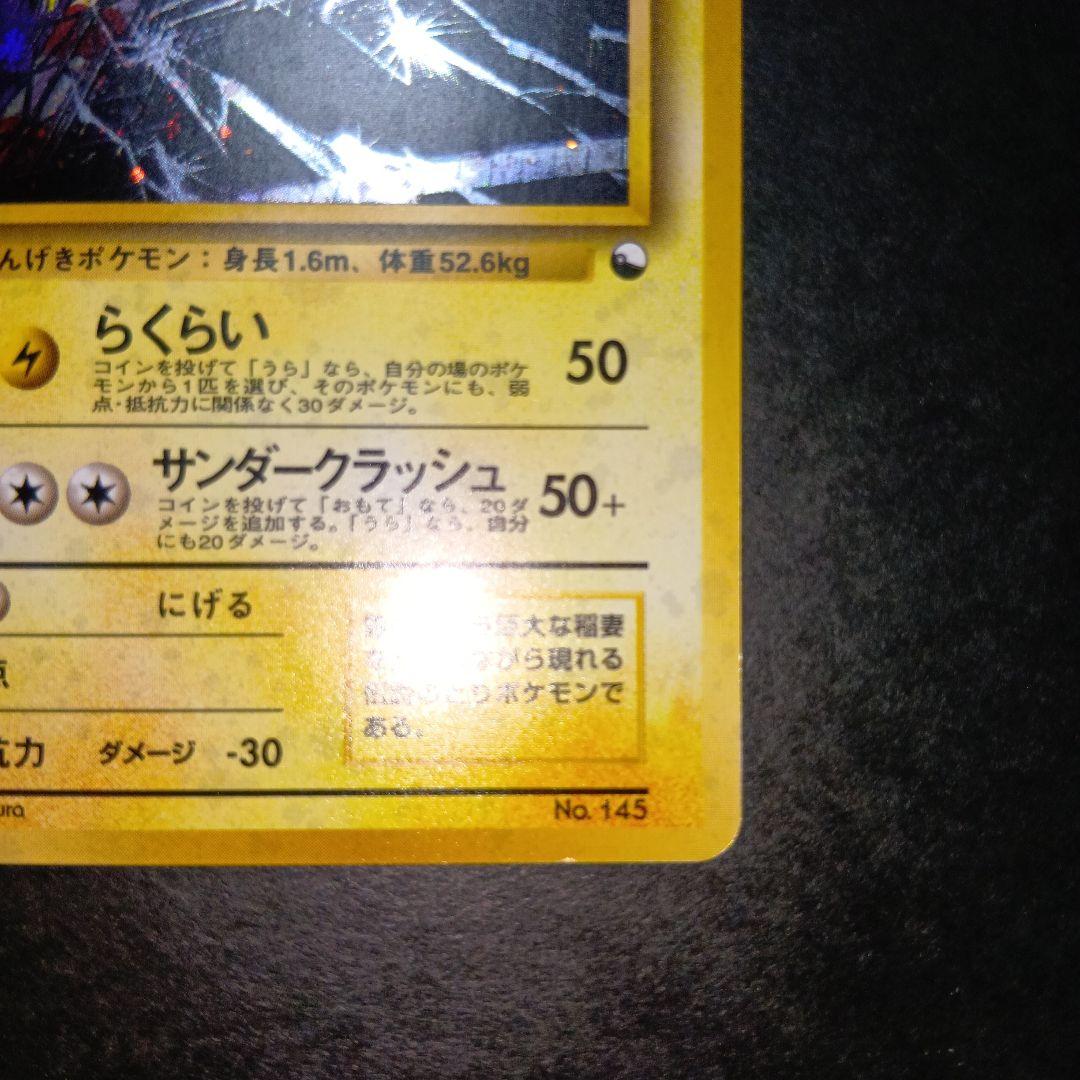 んげきポケモン：身長1.6m、体重52.6kg
らくらい 50
コインを投げて「うら」なら、自分の場のポケ
モンから1匹を選び、そのポケモンにも、弱
点・抵抗力に関係なく30ダメージ。
サンダークラッシュ 50+
コインを投げて「おもて」なら、20ダ
メージを追加する。「うら」なら、自分
にも20ダメージ。
にげる
大な稲妻
がら現れる
とりポケモンで
ある。
点
抗力 ダメージ -30
ura
No. 145